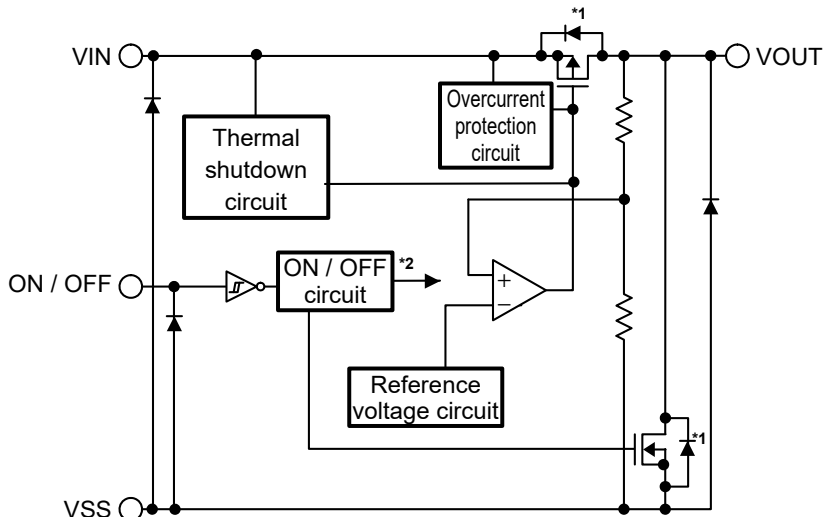 *1
VIN
VOUT
Overcurrent
protection
circuit
Thermal
shutdown
circuit
ON / OFF
ON / OFF
circuit
*2
+
−
Reference
voltage circuit
*1
VSS